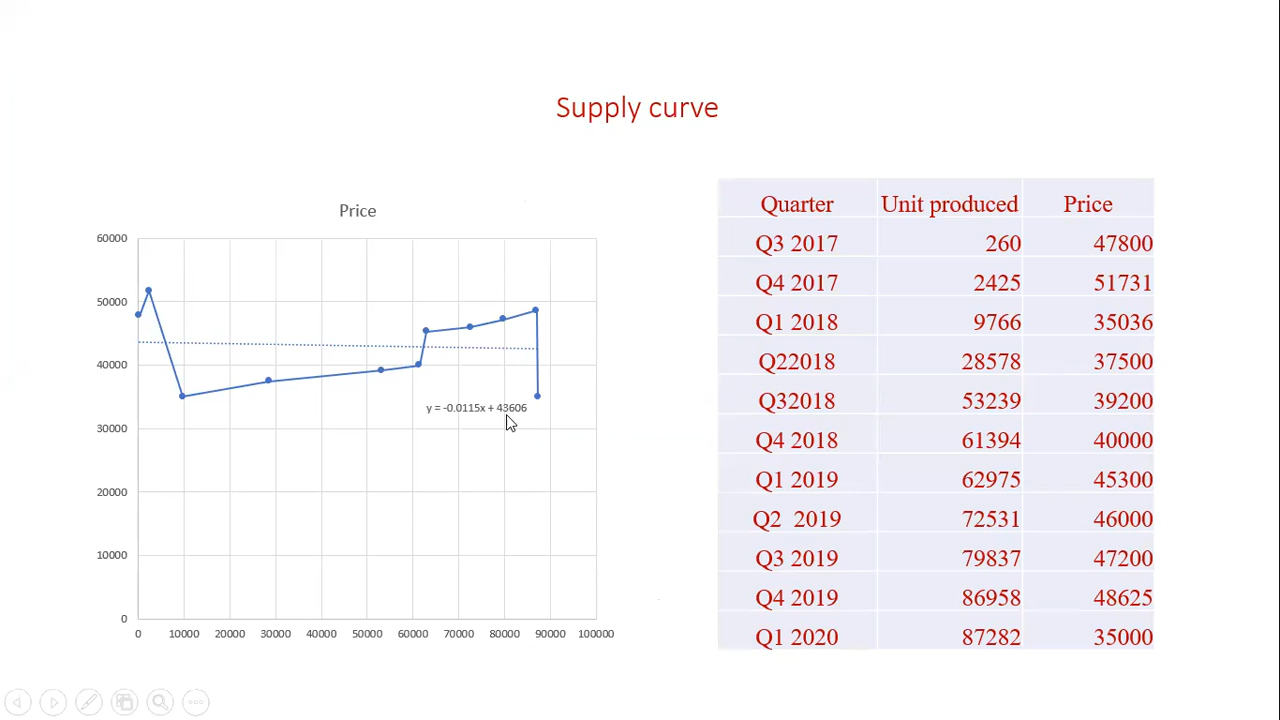 Supply curve
Price
60000
50000
40000
30000
20000
10000
0
0 10000 20000 30000 40000 50000 60000 70000 80000 90000 100000
y = -0.0115x + 43606
Quarter Unit produced Price
Q3 2017 260 47800
Q4 2017 2425 51731
Q1 2018 9766 35036
Q22018 28578 37500
Q32018 53239 39200
Q4 2018 61394 40000
Q1 2019 62975 45300
Q2 2019 72531 46000
Q3 2019 79837 47200
Q4 2019 86958 48625
Q1 2020 87282 35000